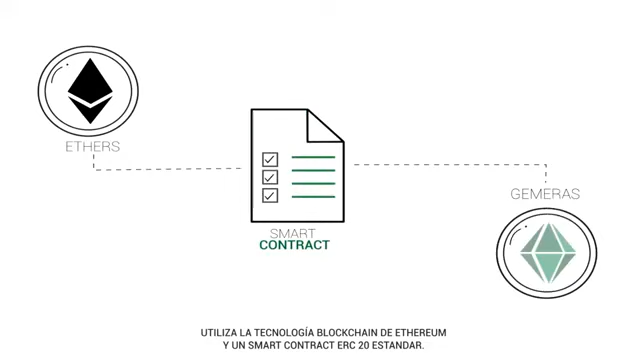 ETHERS
SMART
CONTRACT
GEMERAS
UTILIZA LA TECNOLOGÍA BLOCKCHAIN DE ETHEREUM
Y UN SMART CONTRACT ERC 20 ESTANDAR.